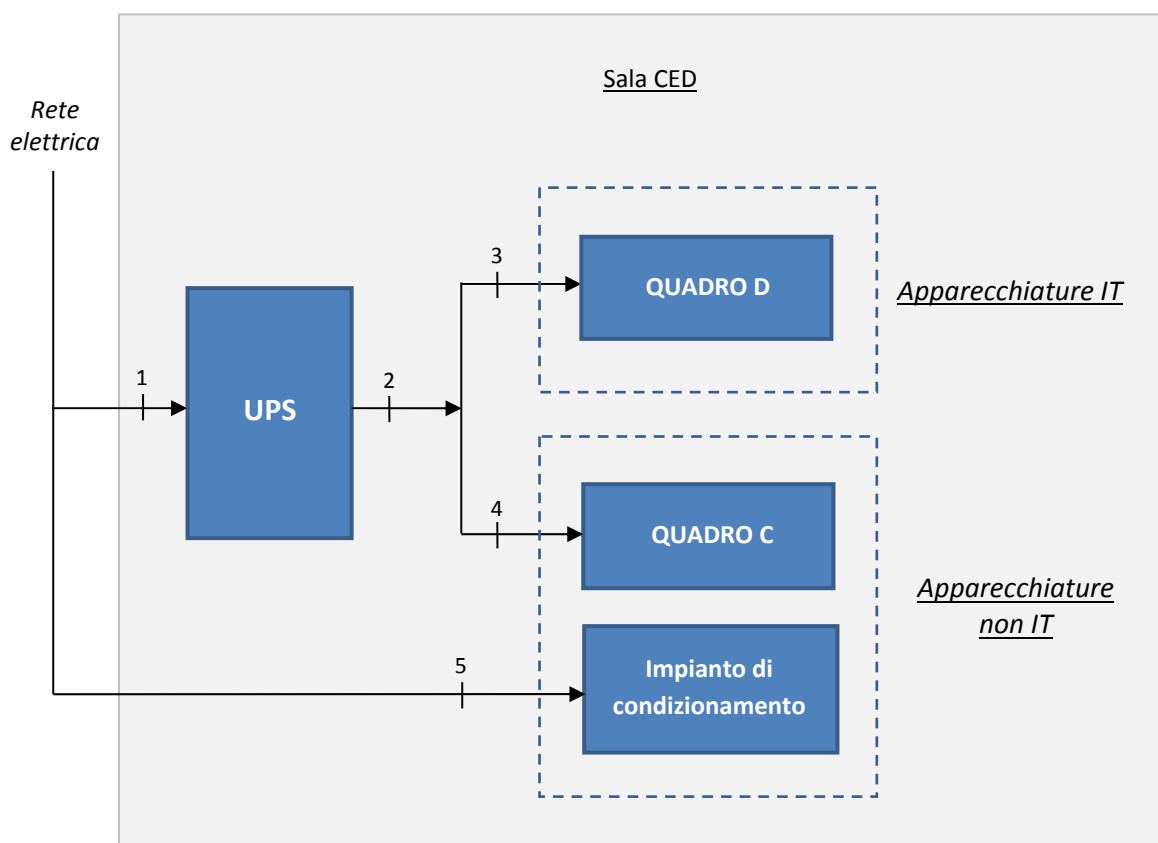 Sala CED
Rete
elettrica
3
QUADRO D
Apparecchiature IT
1
UPS
2
4
QUADRO C
Apparecchiature
non IT
5
Impianto di
condizionamento